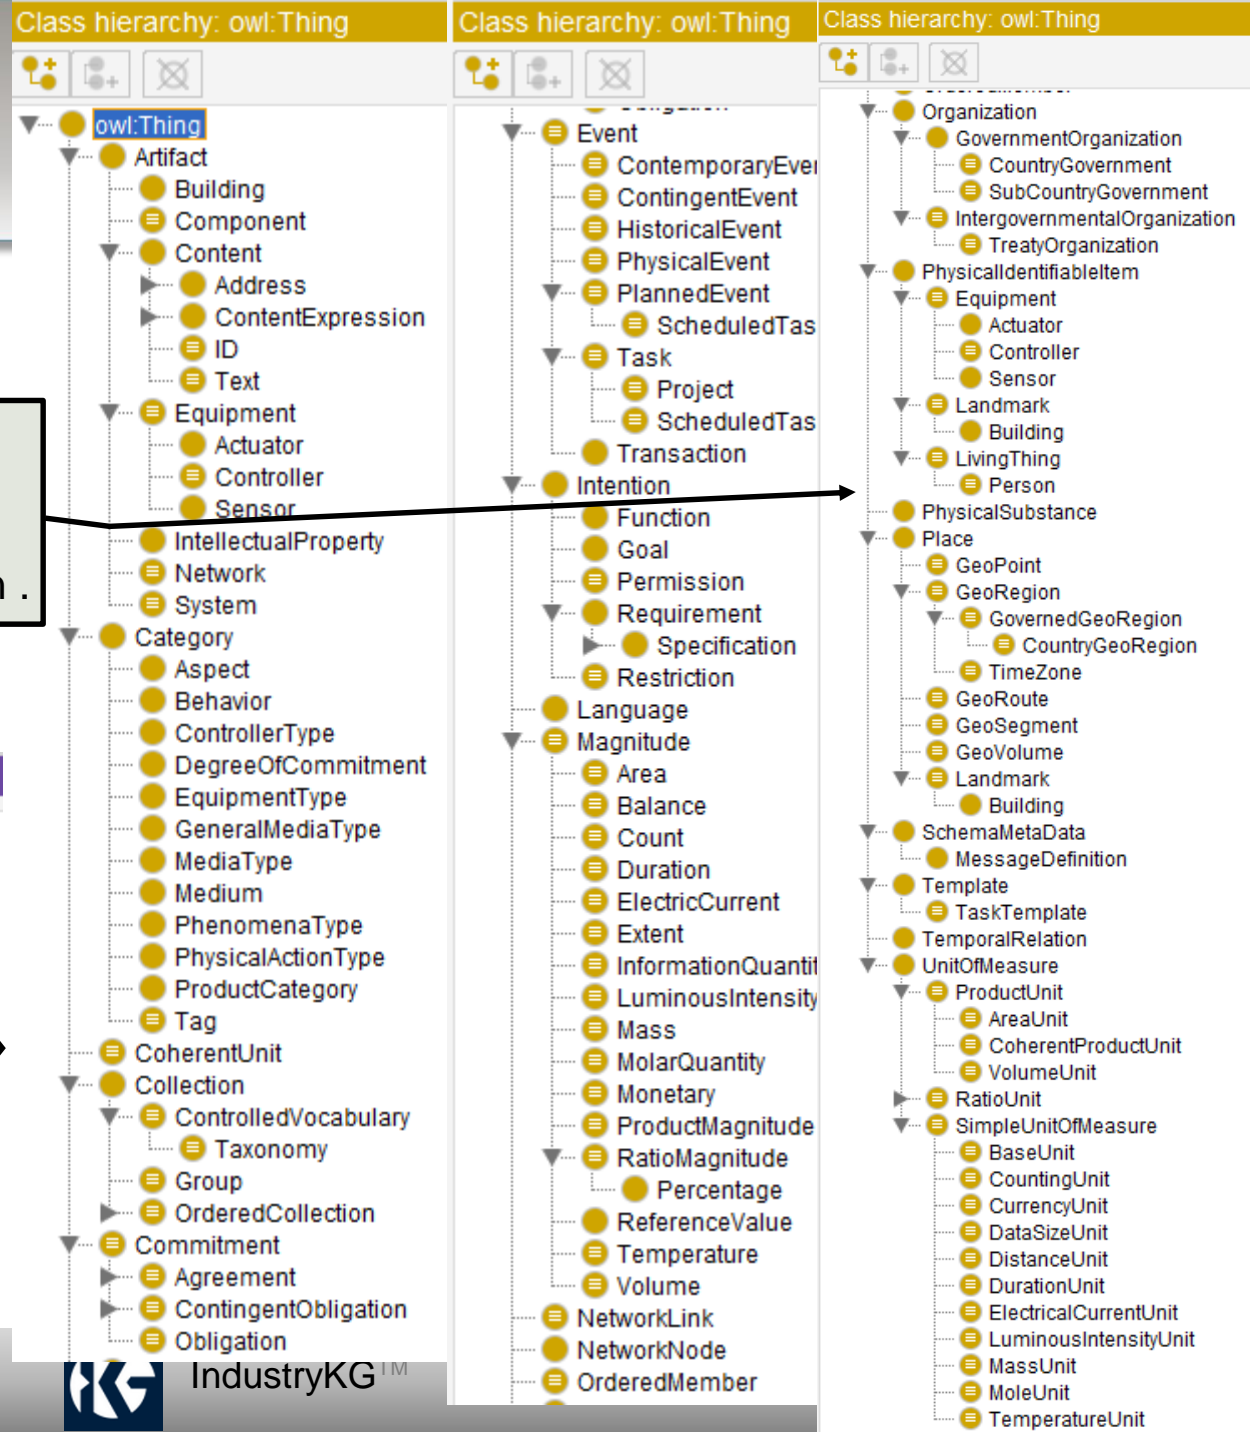 Class hierarchy: owl:Thing
owl:Thing
Artifact
Building
Component
Content
Address
ContentExpression
ID
Text
Equipment
Actuator
Controller
Sensor
IntellectualProperty
Network
System
Category
Aspect
Behavior
ControllerType
DegreeOfCommitment
EquipmentType
GeneralMediaType
MediaType
Medium
PhenomenaType
PhysicalActionType
ProductCategory
Tag
CoherentUnit
Collection
ControlledVocabulary
Taxonomy
Group
OrderedCollection
Commitment
Agreement
ContingentObligation
Obligation
IndustryKG™
Class hierarchy: owl:Thing
Event
ContemporaryEve
ContingentEvent
HistoricalEvent
PhysicalEvent
PlannedEvent
ScheduledTas
Task
Project
ScheduledTas
Transaction
Intention
Function
Goal
Permission
Requirement
Specification
Restriction
Language
Magnitude
Area
Balance
Count
Duration
ElectricCurrent
Extent
InformationQuantit
LuminousIntensity
Mass
MolarQuantity
Monetary
ProductMagnitude
RatioMagnitude
Percentage
ReferenceValue
Temperature
Volume
NetworkLink
NetworkNode
OrderedMember
Class hierarchy: owl:Thing
Organization
GovernmentOrganization
CountryGovernment
SubCountryGovernment
IntergovernmentalOrganization
TreatyOrganization
PhysicalIdentifiableItem
Equipment
Actuator
Controller
Sensor
Landmark
Building
LivingThing
Person
PhysicalSubstance
Place
GeoPoint
GeoRegion
GovernedGeoRegion
CountryGeoRegion
TimeZone
GeoRoute
GeoSegment
GeoVolume
Landmark
Building
SchemaMetaData
MessageDefinition
Template
TaskTemplate
TemporalRelation
UnitOfMeasure
ProductUnit
AreaUnit
CoherentProductUnit
VolumeUnit
RatioUnit
SimpleUnitOfMeasure
BaseUnit
CountingUnit
CurrencyUnit
DataSizeUnit
DistanceUnit
DurationUnit
ElectricalCurrentUnit
LuminousIntensityUnit
MassUnit
MoleUnit
TemperatureUnit